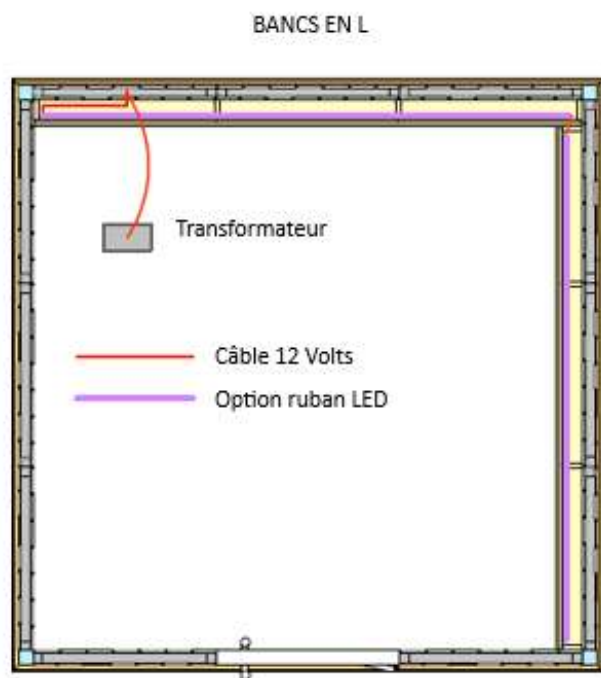 BANCS EN L
Transformateur
Câble 12 Volts
Option ruban LED